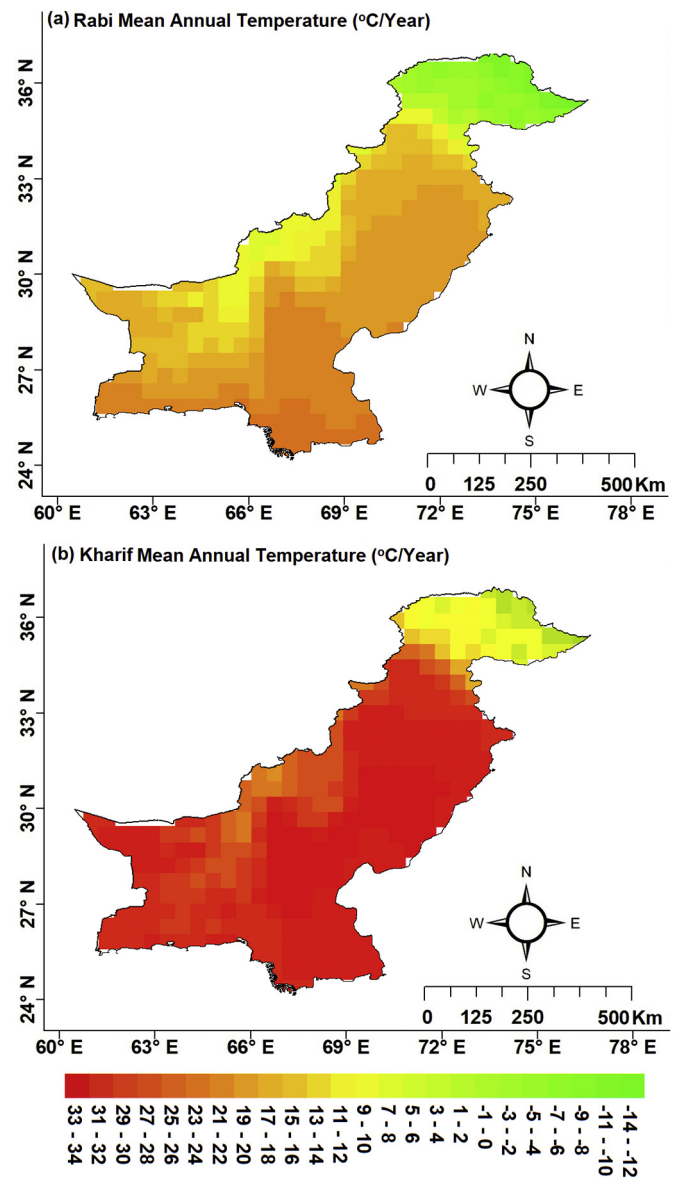 (a) Rabi Mean Annual Temperature (°C/Year)
36° N
33° N
30° N
27° N
24° N
N
W
E
S
0 125 250 500 Km
60° E 63° E 66° E 69° E 72° E 75° E 78° E
(b) Kharif Mean Annual Temperature (°C/Year)
36° N
33° N
30° N
27° N
24° N
N
W
E
S
0 125 250 500 Km
60° E 63° E 66° E 69° E 72° E 75° E 78° E
33 - 34
31 - 32
29 - 30
27 - 28
25 - 26
23 - 24
21 - 22
19 - 20
17 - 18
15 - 16
13 - 14
11 - 12
9 - 10
7 - 8
5 - 6
3 - 4
1 - 2
-1 - 0
-5 - -4
-7 - -6
-9 - -8
-11 - -10
-14 - -12